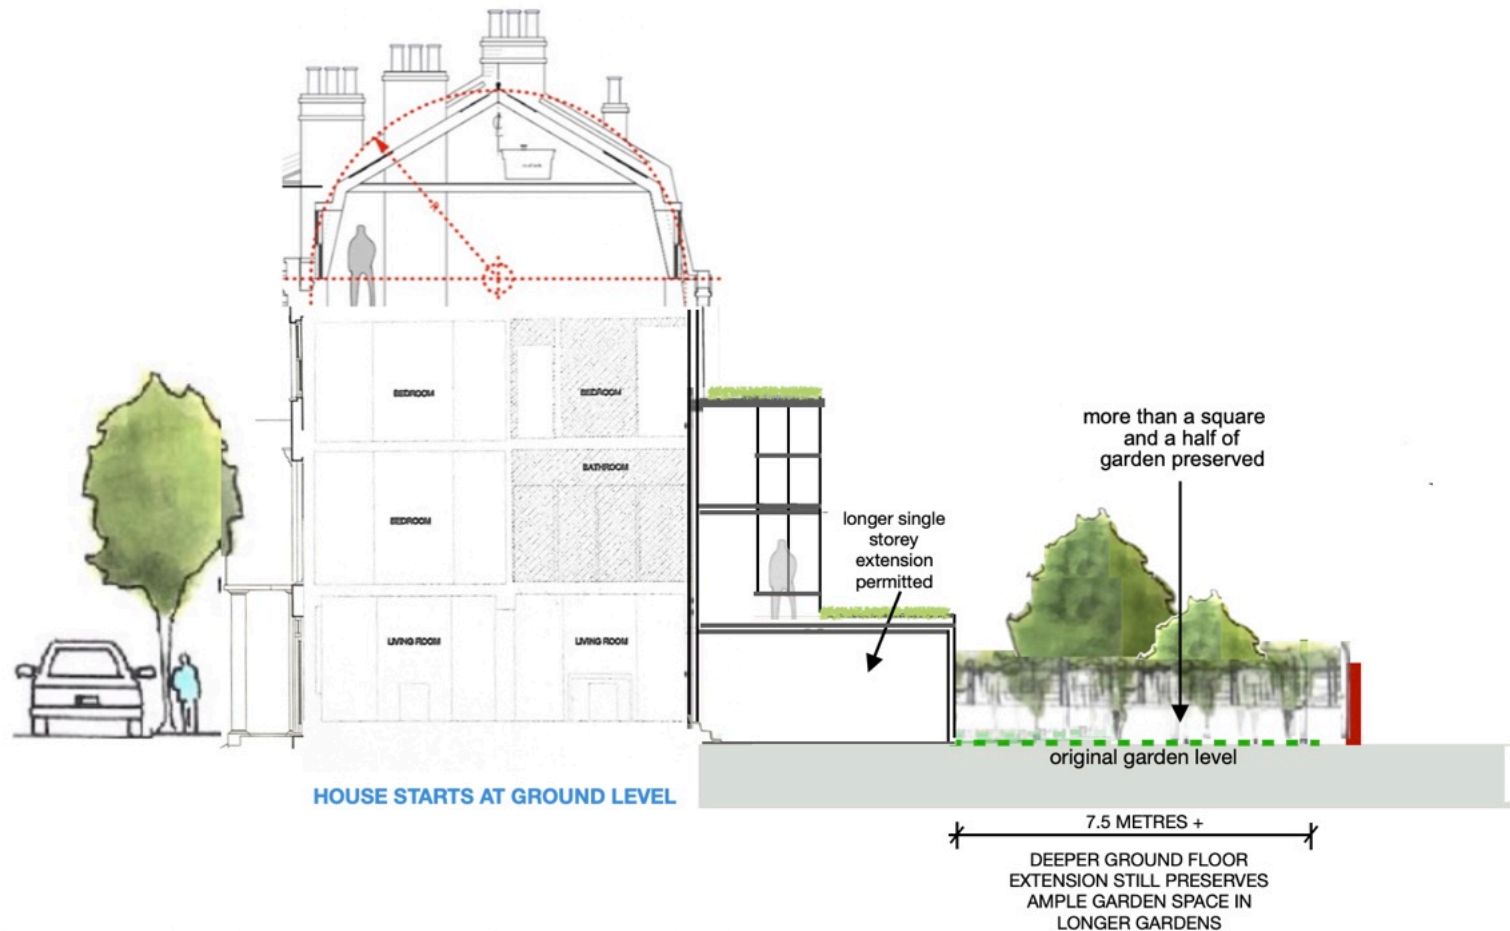 BEDROOM
BEDROOM
BATHROOM
BEDROOM
LIVING ROOM
LIVING ROOM
longer single
storey
extension
permitted
more than a square
and a half of
garden preserved
original garden level
HOUSE STARTS AT GROUND LEVEL
7.5 METRES +
DEEPER GROUND FLOOR
EXTENSION STILL PRESERVES
AMPLE GARDEN SPACE IN
LONGER GARDENS